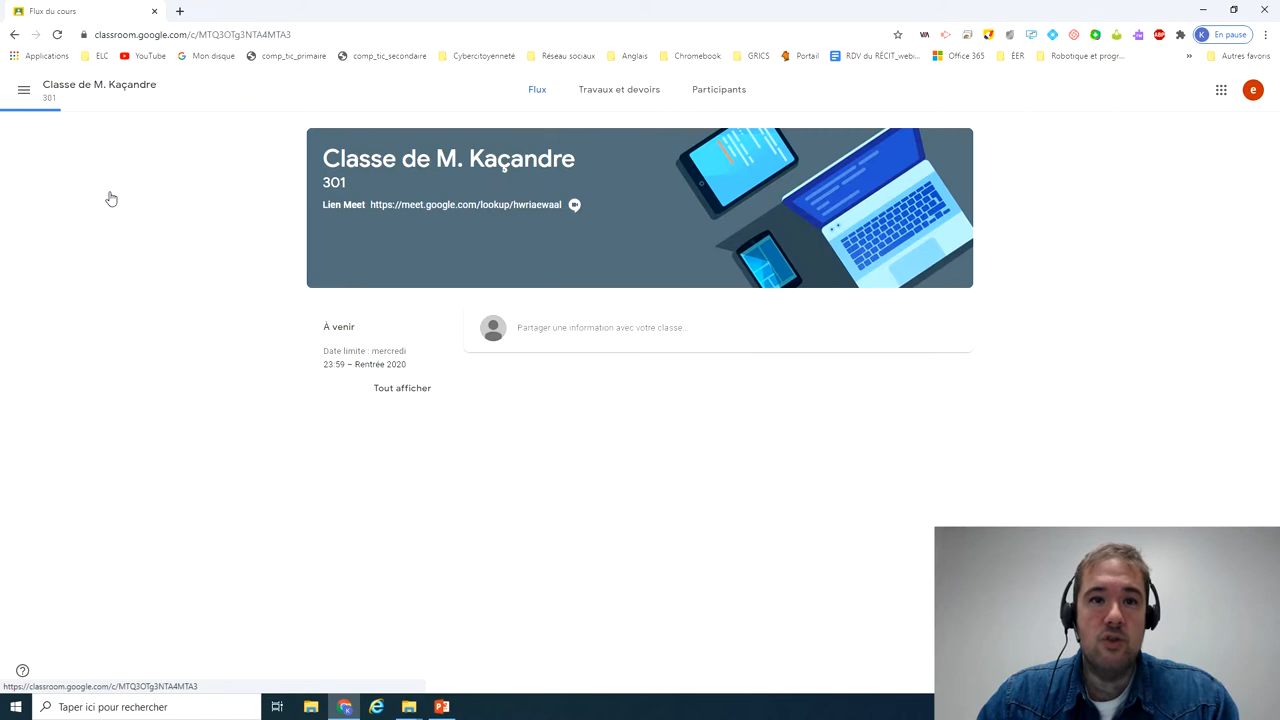 Flux du cours
classroom.google.com/c/MTQ3OTg3NTA4MTA3
K En pause
Applications ELC YouTube Mon disque comp_tic_primaire comp_tic_secondaire Cybercitoyenneté Réseau sociaux Anglais Chromebook GRICS Portail RDV du RÉCIT_web... Office 365 ÉER Robotique et progr... » Autres favoris
Classe de M. Kaçandre
301
Flux Travaux et devoirs Participants
e
Classe de M. Kaçandre
301
Lien Meet https://meet.google.com/lookup/hwriaewaal
À venir
Date limite : mercredi
23:59 – Rentrée 2020
Tout afficher
Partager une information avec votre classe...
https://classroom.google.com/c/MTQ3OTg3NTA4MTA3
Taper ici pour rechercher